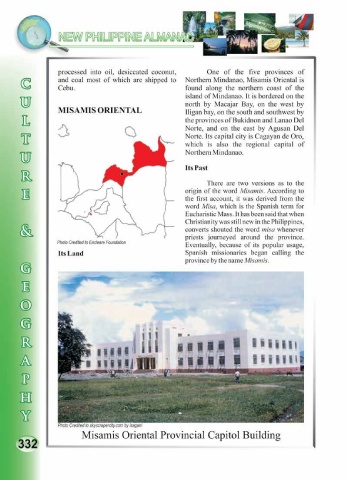 NEW PHILIPPINE ALMANAC
CULTURE & GEOGRAPHY
processed into oil, desiccated coconut,
and coal most of which are shipped to
Cebu.
MISAMIS ORIENTAL
Photo Credited to Enclaere Foundation
Its Land
One of the five provinces of
Northern Mindanao, Misamis Oriental is
found along the northern coast of the
island of Mindanao. It is bordered on the
north by Macajar Bay, on the west by
Iligan bay, on the south and southwest by
the provinces of Bukidnon and Lanao Del
Norte, and on the east by Agusan Del
Norte. Its capital city is Cagayan de Oro,
which is also the regional capital of
Northern Mindanao.
Its Past
There are two versions as to the
origin of the word Misamis. According to
the first account, it was derived from the
word Misa, which is the Spanish term for
Eucharistic Mass. It has been said that when
Christianity was still new in the Philippines,
converts shouted the word misa whenever
priests journeyed around the province.
Eventually, because of its popular usage,
Spanish missionaries began calling the
province by the name Misamis.
Photo Credited to skyscrapercity.com by
Misamis Oriental Provincial Capitol Building
332